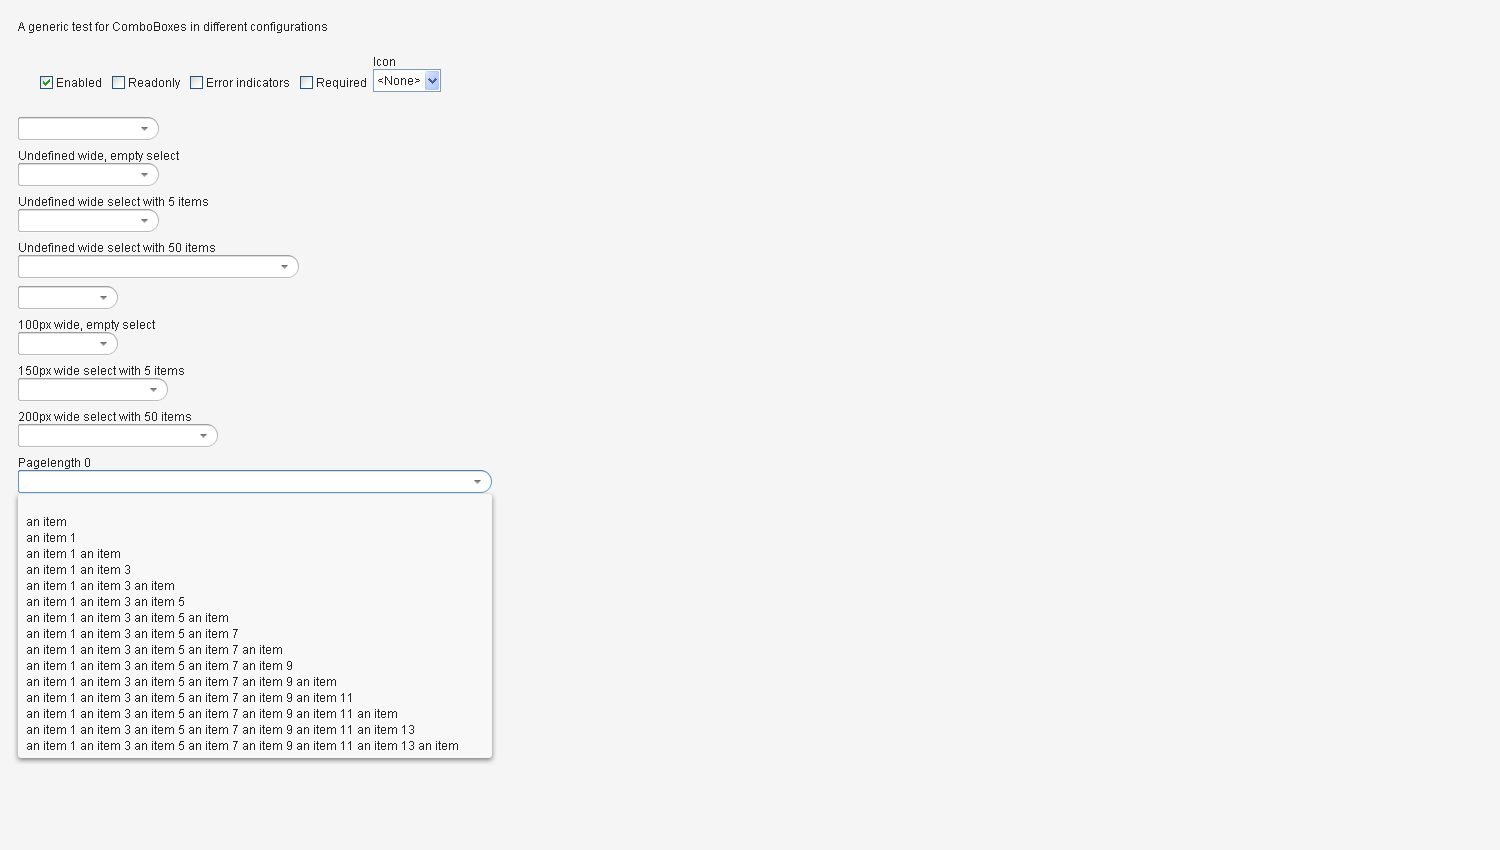 A generic test for ComboBoxes in different configurations
Icon
Enabled Readonly Error indicators Required <None>
Undefined wide, empty select
Undefined wide select with 5 items
Undefined wide select with 50 items
100px wide, empty select
150px wide select with 5 items
200px wide select with 50 items
Pagelength 0
an item
an item 1
an item 1 an item
an item 1 an item 3
an item 1 an item 3 an item
an item 1 an item 3 an item 5
an item 1 an item 3 an item 5 an item
an item 1 an item 3 an item 5 an item 7
an item 1 an item 3 an item 5 an item 7 an item
an item 1 an item 3 an item 5 an item 7 an item 9
an item 1 an item 3 an item 5 an item 7 an item 9 an item
an item 1 an item 3 an item 5 an item 7 an item 9 an item 11
an item 1 an item 3 an item 5 an item 7 an item 9 an item 11 an item
an item 1 an item 3 an item 5 an item 7 an item 9 an item 11 an item 13
an item 1 an item 3 an item 5 an item 7 an item 9 an item 11 an item 13 an item